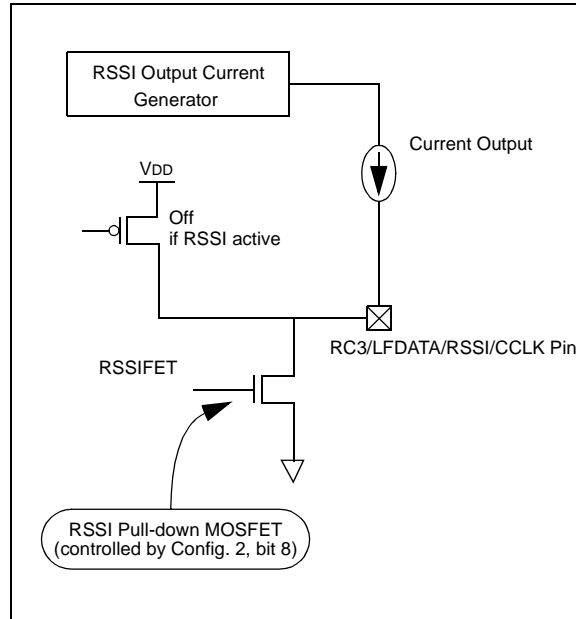 RSSI Output Current
Generator
Current Output
VDD
Off
if RSSI active
RC3/LFDATA/RSSI/CCLK Pin
RSSIFET
RSSI Pull-down MOSFET
(controlled by Config. 2, bit 8)